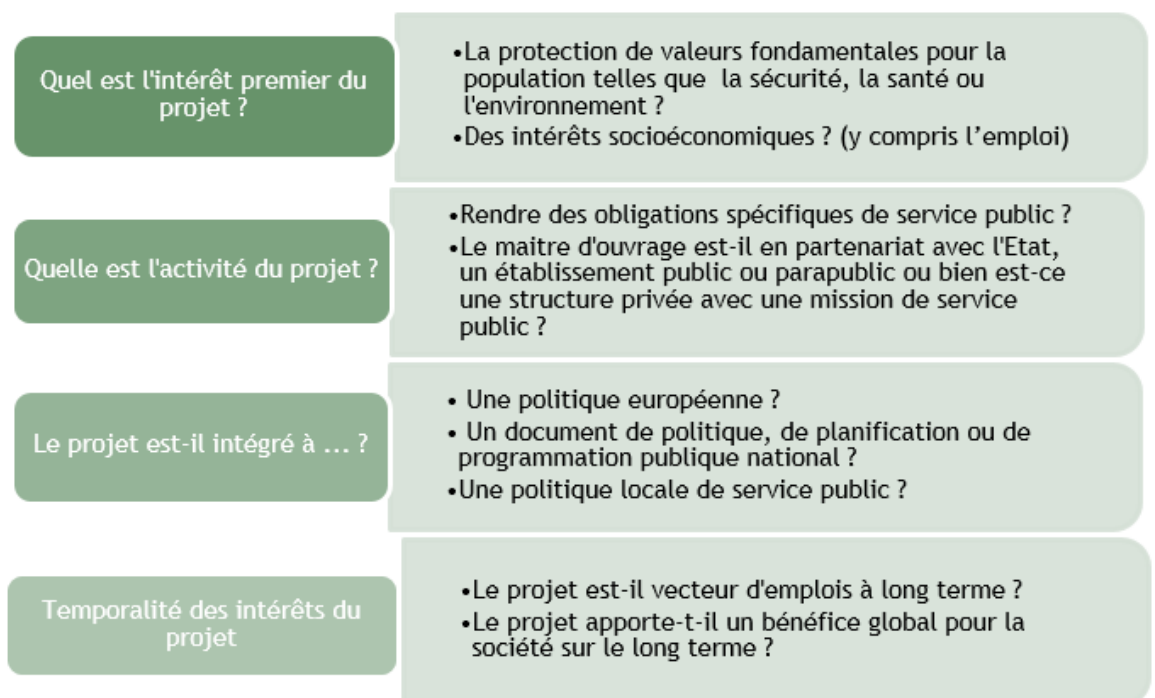 Quel est l'intérêt premier du
projet ?
•La protection de valeurs fondamentales pour la
population telles que la sécurité, la santé ou
l'environnement ?
•Des intérêts socioéconomiques ? (y compris l’emploi)
Quelle est l'activité du projet ?
•Rendre des obligations spécifiques de service public ?
•Le maitre d'ouvrage est-il en partenariat avec l'Etat,
un établissement public ou parapublic ou bien est-ce
une structure privée avec une mission de service
public ?
Le projet est-il intégré à ... ?
• Une politique européenne ?
• Un document de politique, de planification ou de
programmation publique national ?
•Une politique locale de service public ?
Temporalité des intérêts du
projet
•Le projet est-il vecteur d'emplois à long terme ?
•Le projet apporte-t-il un bénéfice global pour la
société sur le long terme ?